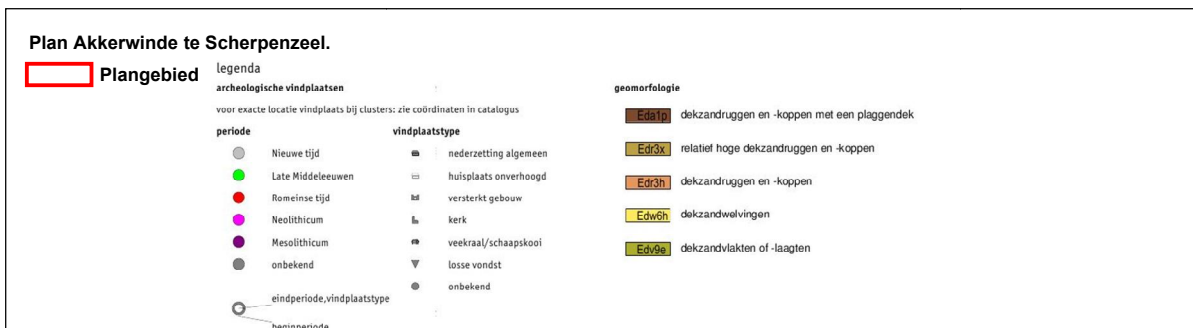 Plan Akkerwinde te Scherpenzeel.
Plangebied
legenda
archeologische vindplaatsen
voor exacte locatie vindplaats bij clusters: zie coördinaten in catalogus
periode
Nieuwe tijd
Late Middeleeuwen
Romeinse tijd
Neolithicum
Mesolithicum
onbekend
eindperiode,vindplaatstype
beginperiode
vindplaatstype
nederzetting algemeen
huisplaats onverhoogd
versterkt gebouw
kerk
veekraal/schaapskooi
losse vondst
onbekend
geomorfologie
Eda1p dekzandruggen en -koppen met een plaggendek
Edr3x relatief hoge dekzandruggen en -koppen
Edr3h dekzandruggen en -koppen
Edw6h dekzandwelvingen
Edv9e dekzandvlakten of -laagten